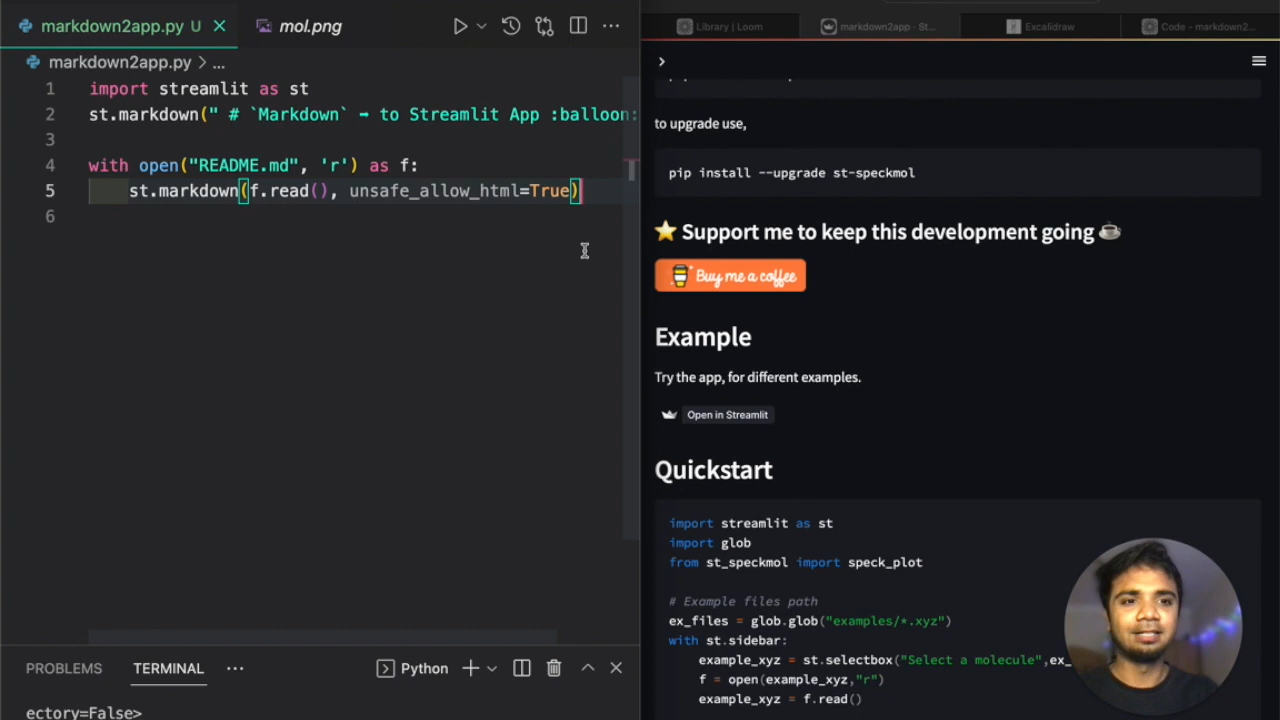 markdown2app.py U
mol.png
markdown2app.py > ...
1 import streamlit as st
2 st.markdown(" # `Markdown` ➡ to Streamlit App :balloon:
3
4 with open("README.md", 'r') as f:
5 st.markdown(f.read(), unsafe_allow_html=True)
6
PROBLEMS TERMINAL ... Python
ectory=False>
Library | Loom
markdown2app · St...
Excalidraw
Code - markdown2...
to upgrade use,
pip install --upgrade st-speckmol
⭐ Support me to keep this development going ☕
Buy me a coffee
Example
Try the app, for different examples.
Open in Streamlit
Quickstart
import streamlit as st
import glob
from st_speckmol import speck_plot
# Example files path
ex_files = glob.glob("examples/*.xyz")
with st.sidebar:
example_xyz = st.selectbox("Select a molecule",ex_
f = open(example_xyz,"r")
example_xyz = f.read()